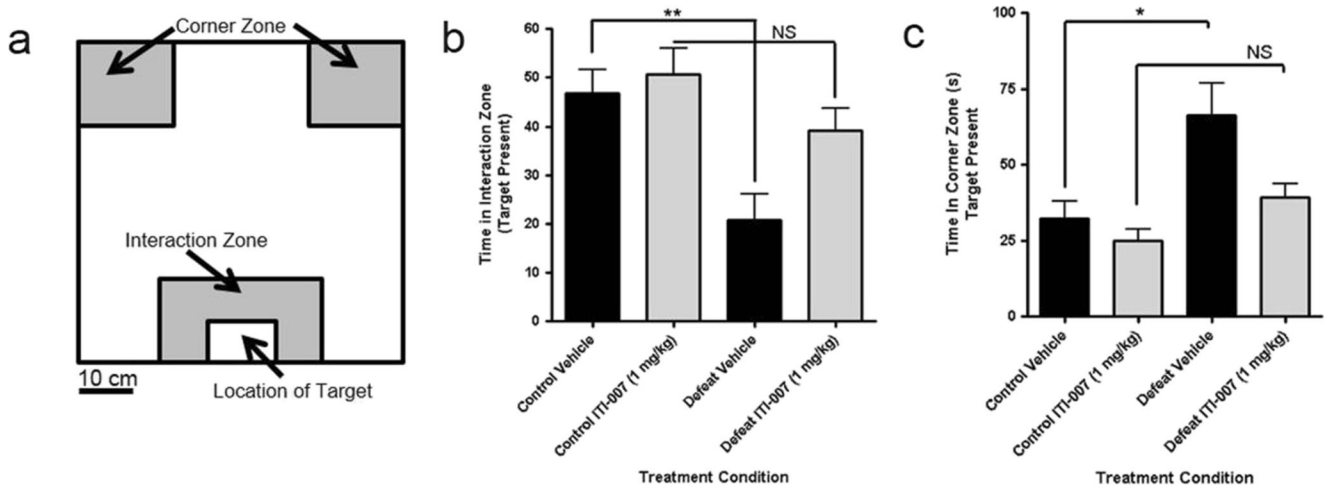 a
Corner Zone
Interaction Zone
10 cm
Location of Target
b
Time in Interaction Zone
(Target Present)
60
50
40
30
20
10
0
**
NS
Control Vehicle
Control ITI-007 (1 mg/kg)
Defeat Vehicle
Defeat ITI-007 (1 mg/kg)
Treatment Condition
c
Time In Corner Zone (s)
Target Present
100
75
50
25
0
*
NS
Control Vehicle
Control ITI-007 (1 mg/kg)
Defeat Vehicle
Defeat ITI-007 (1 mg/kg)
Treatment Condition